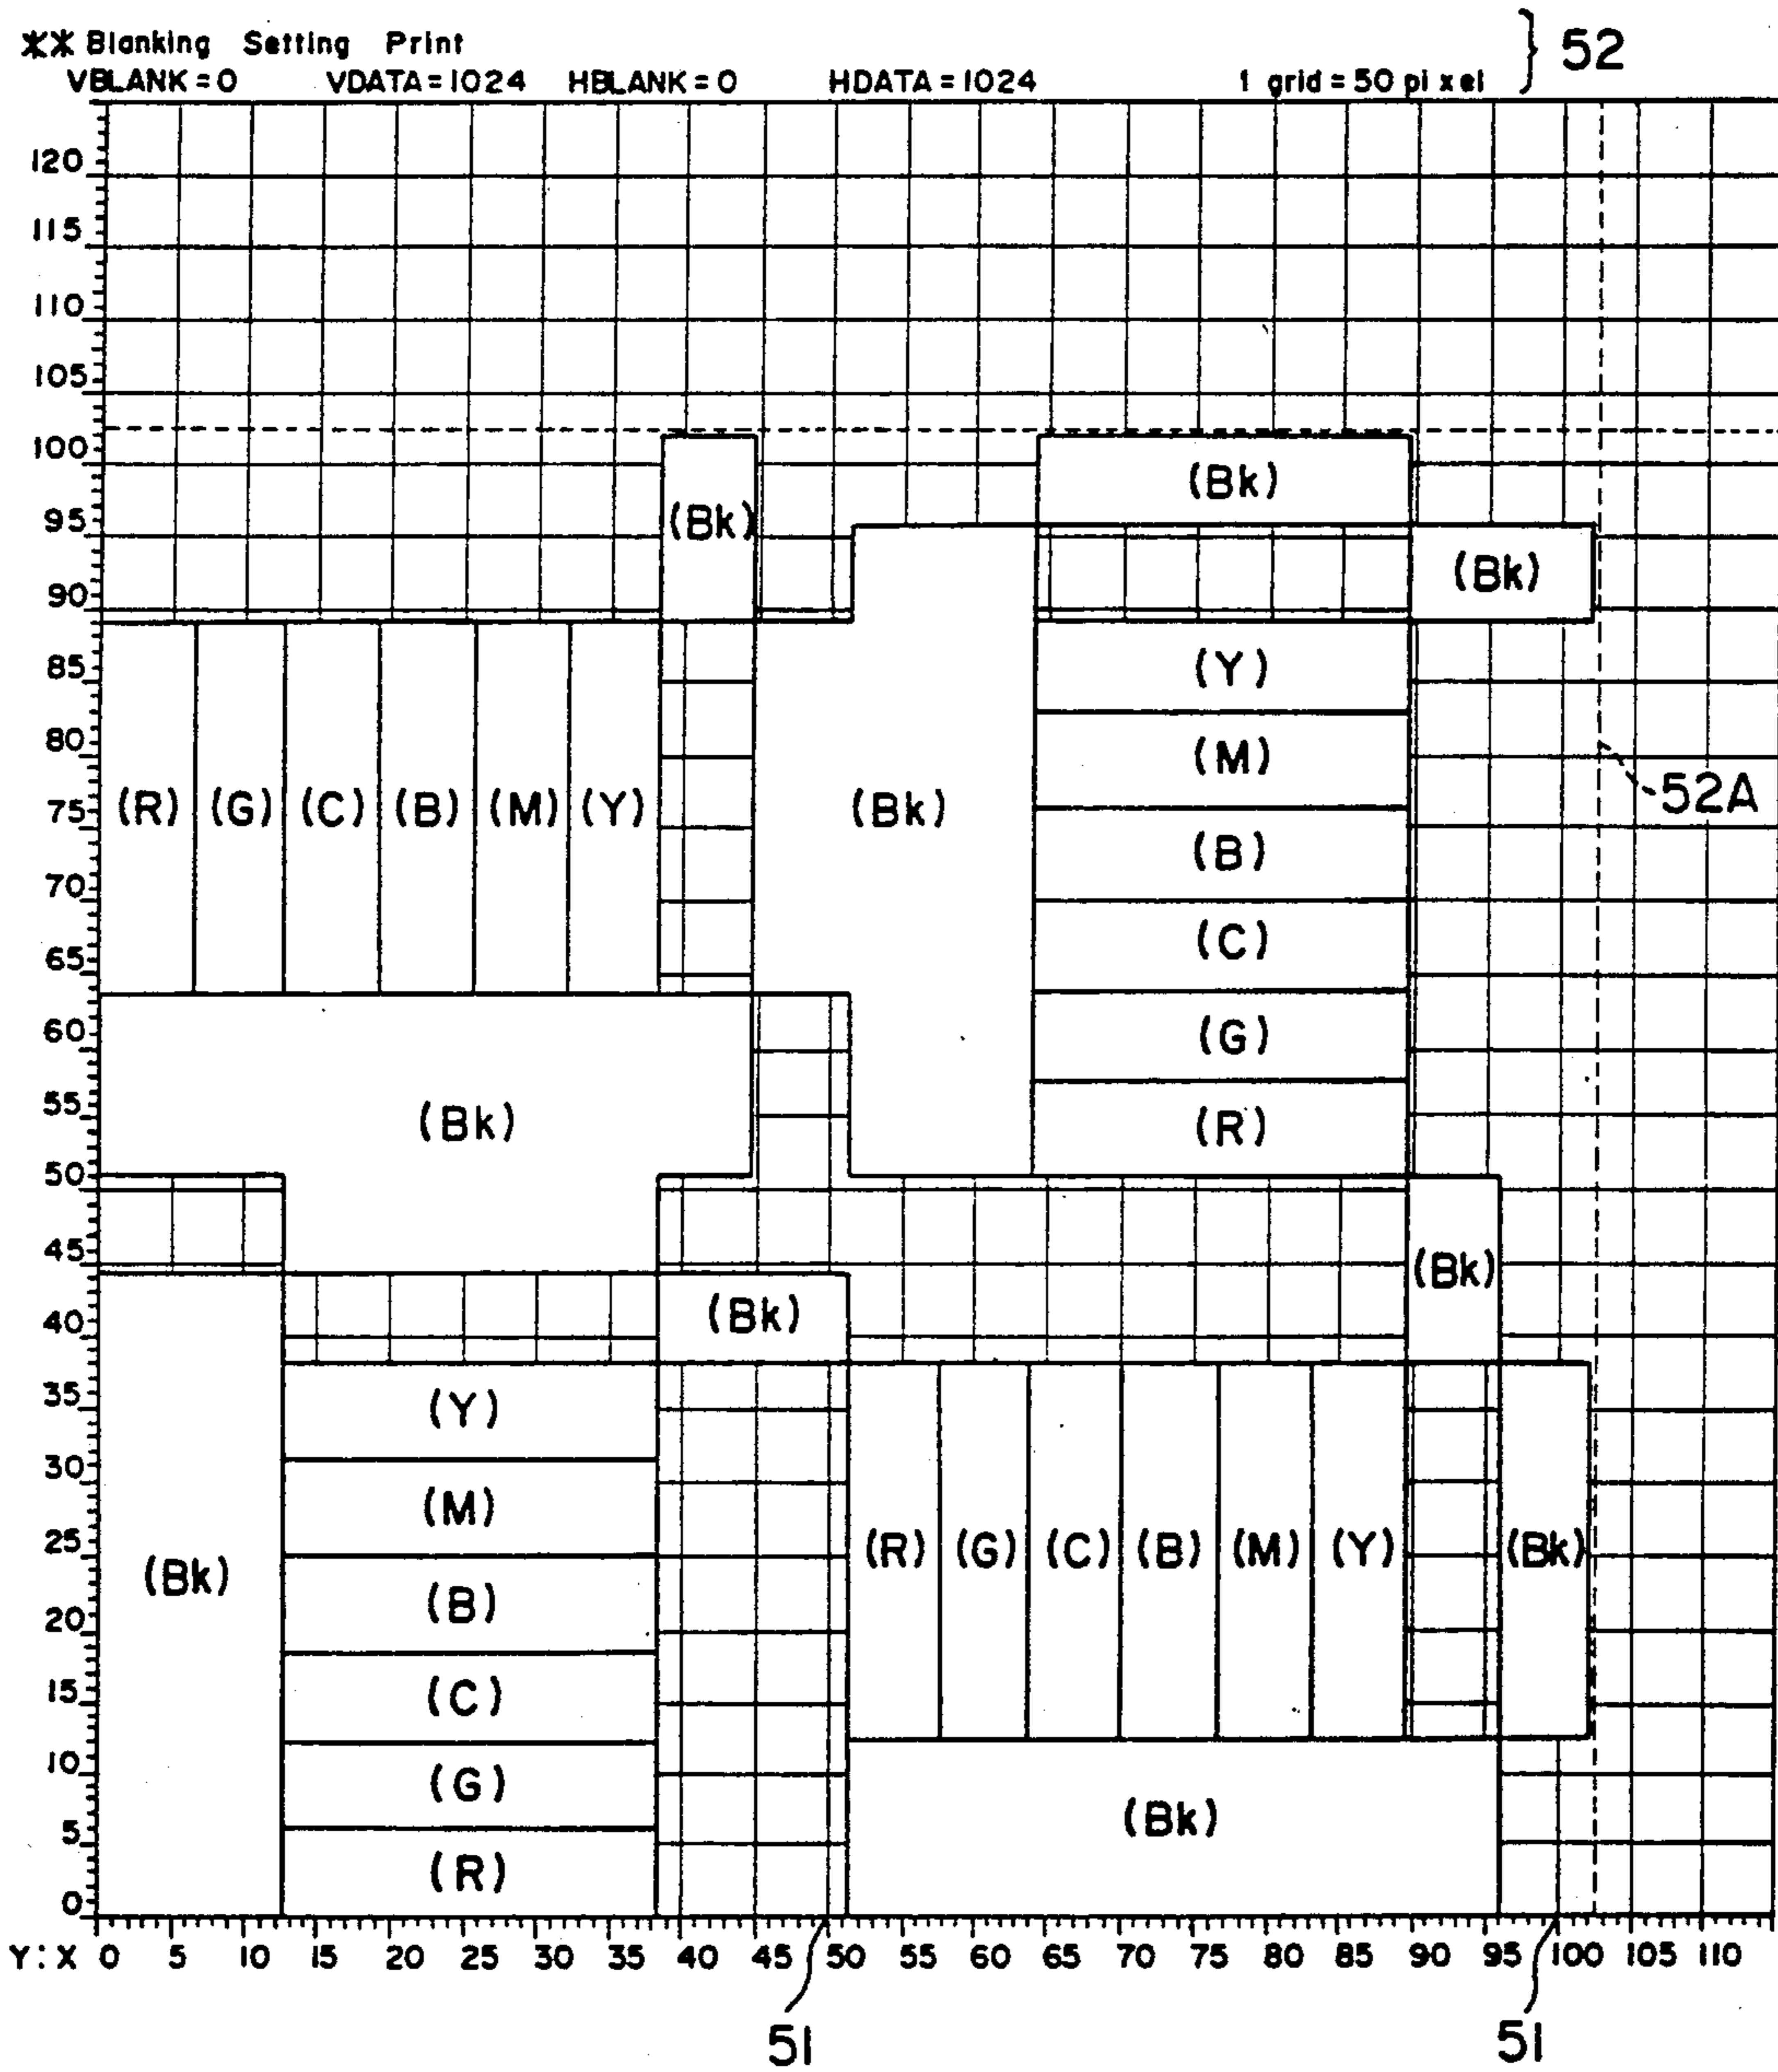 ** Blanking Setting Print } 52
VBLANK=0 VDATA=1024 HBLANK=0 HDATA=1024 1 grid=50 pixel
120
115
110
105
100
(Bk)
95 (Bk)
(Bk)
90
85 (Y)
80 (M)
(R) (G) (C) (B) (M) (Y) (Bk) 52A
75
(B)
70
(C)
65
60 (G)
55 (Bk) (R)
50
45 (Bk)
40 (Bk)
35 (Y)
30
(M)
25 (R) (G) (C) (B) (M) (Y) (Bk)
(Bk)
20 (B)
15 (C)
10 (G)
(Bk)
5
(R)
0
Y:X 0 5 10 15 20 25 30 35 40 45 50 55 60 65 70 75 80 85 90 95 100 105 110
51 51